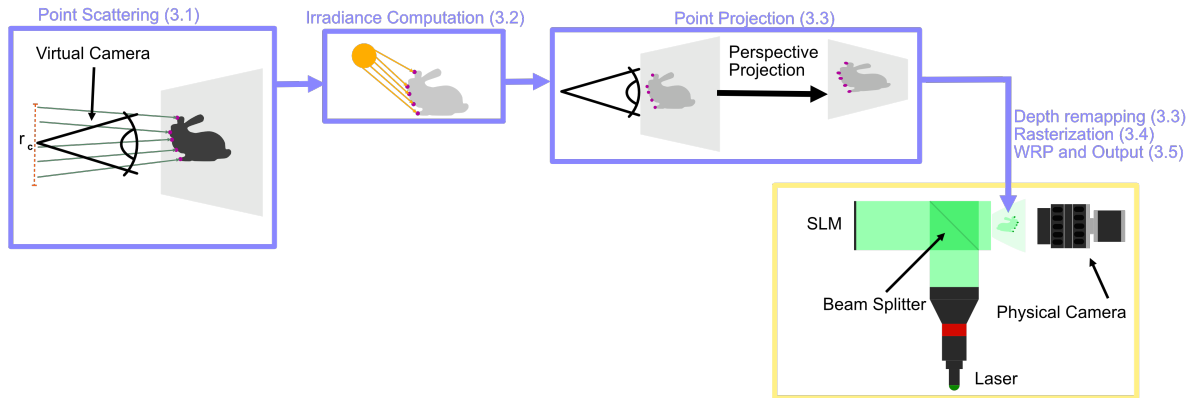 Point Scattering (3.1)
Irradiance Computation (3.2)
Point Projection (3.3)
Virtual Camera
r c
Perspective
Projection
Depth remapping (3.3)
Rasterization (3.4)
WRP and Output (3.5)
SLM
Beam Splitter
Physical Camera
Laser